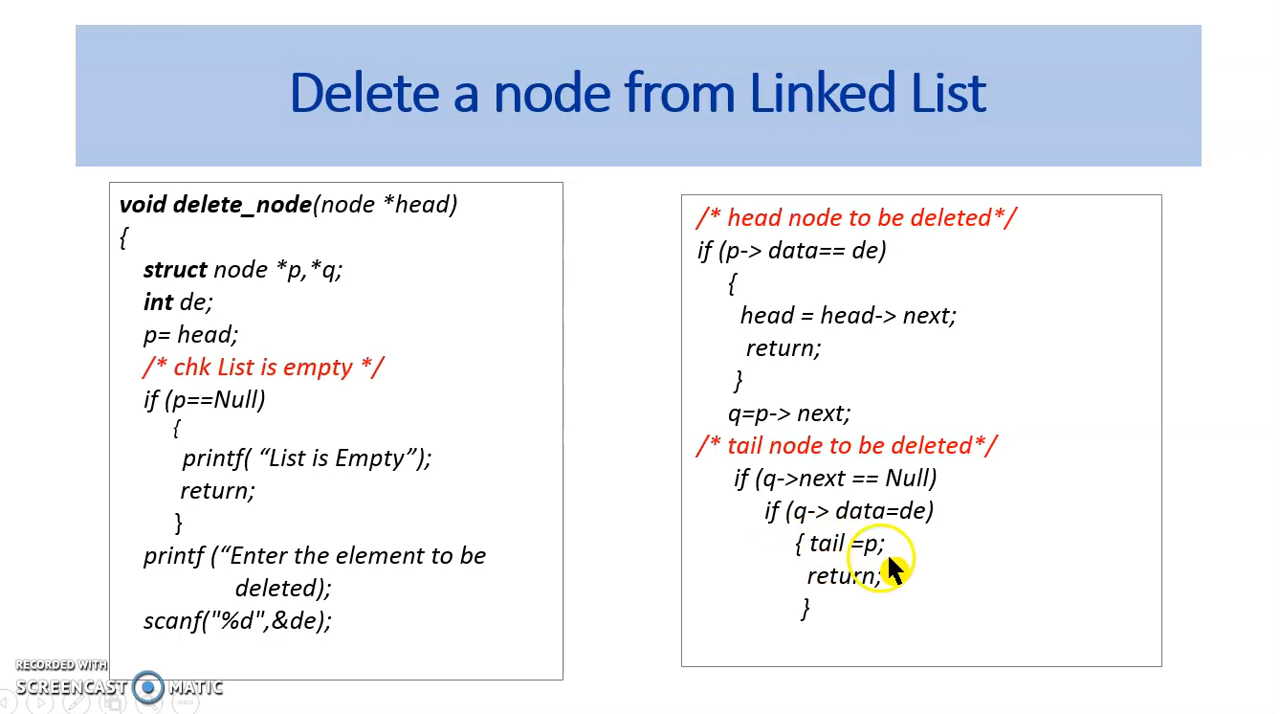 Delete a node from Linked List
void delete_node(node *head)
{
struct node *p,*q;
int de;
p= head;
/* chk List is empty */
if (p==Null)
{
printf( “List is Empty”);
return;
}
printf (“Enter the element to be
deleted);
scanf("%d",&de);
/* head node to be deleted*/
if (p-> data== de)
{
head = head-> next;
return;
}
q=p-> next;
/* tail node to be deleted*/
if (q->next == Null)
if (q-> data=de)
{ tail =p;
return;
}
RECORDED WITH
SCREENCAST MATIC